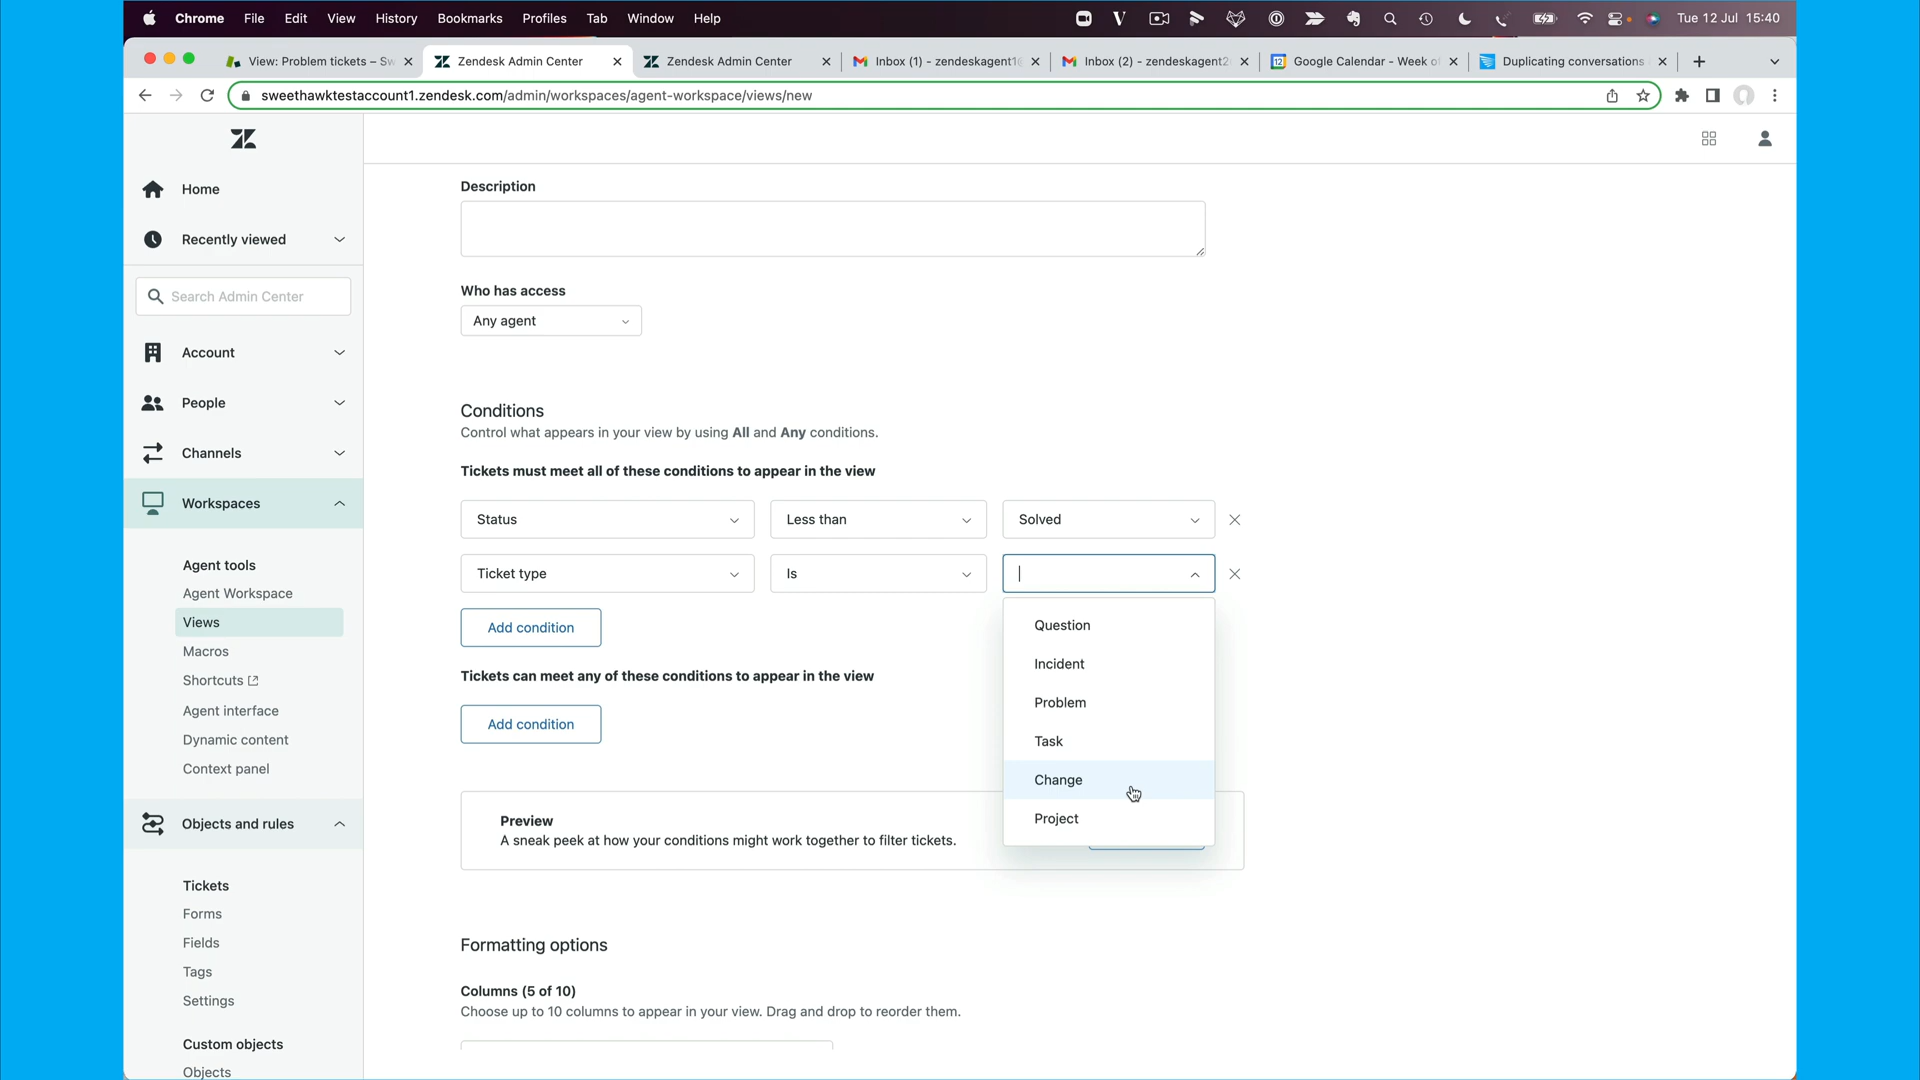 Chrome File Edit View History Bookmarks Profiles Tab Window Help Tue 12 Jul 15:40
View: Problem tickets – Sw Zendesk Admin Center Zendesk Admin Center Inbox (1) - zendeskagent1 Inbox (2) - zendeskagent2 Google Calendar - Week o Duplicating conversations
sweethawktestaccount1.zendesk.com/admin/workspaces/agent-workspace/views/new
Home
Recently viewed
Search Admin Center
Account
People
Channels
Workspaces
Agent tools
Agent Workspace
Views
Macros
Shortcuts
Agent interface
Dynamic content
Context panel
Objects and rules
Tickets
Forms
Fields
Tags
Settings
Custom objects
Objects
Description
Who has access
Any agent
Conditions
Control what appears in your view by using All and Any conditions.
Tickets must meet all of these conditions to appear in the view
Status Less than Solved
Ticket type Is
Question
Incident
Problem
Task
Change
Project
Add condition
Tickets can meet any of these conditions to appear in the view
Add condition
Preview
A sneak peek at how your conditions might work together to filter tickets.
Formatting options
Columns (5 of 10)
Choose up to 10 columns to appear in your view. Drag and drop to reorder them.